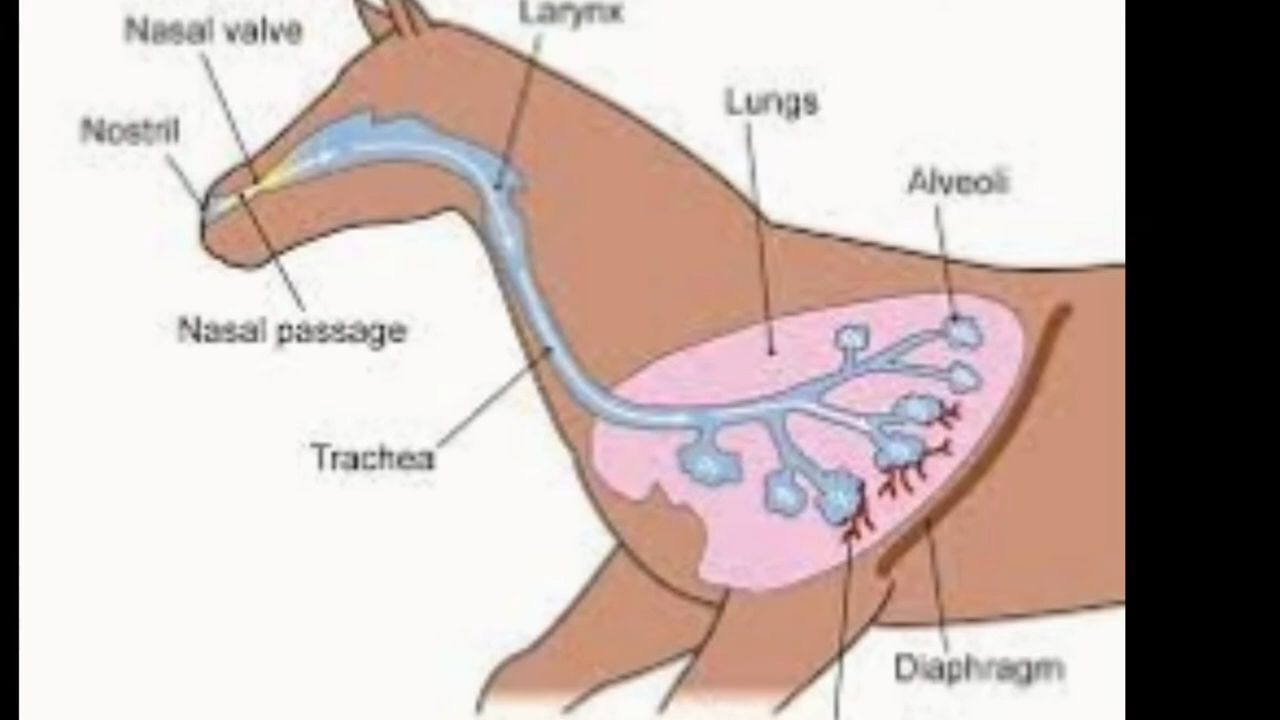 Larynx
Nasal valve
Lungs
Nostril
Alveoli
Nasal passage
Trachea
Diaphragm